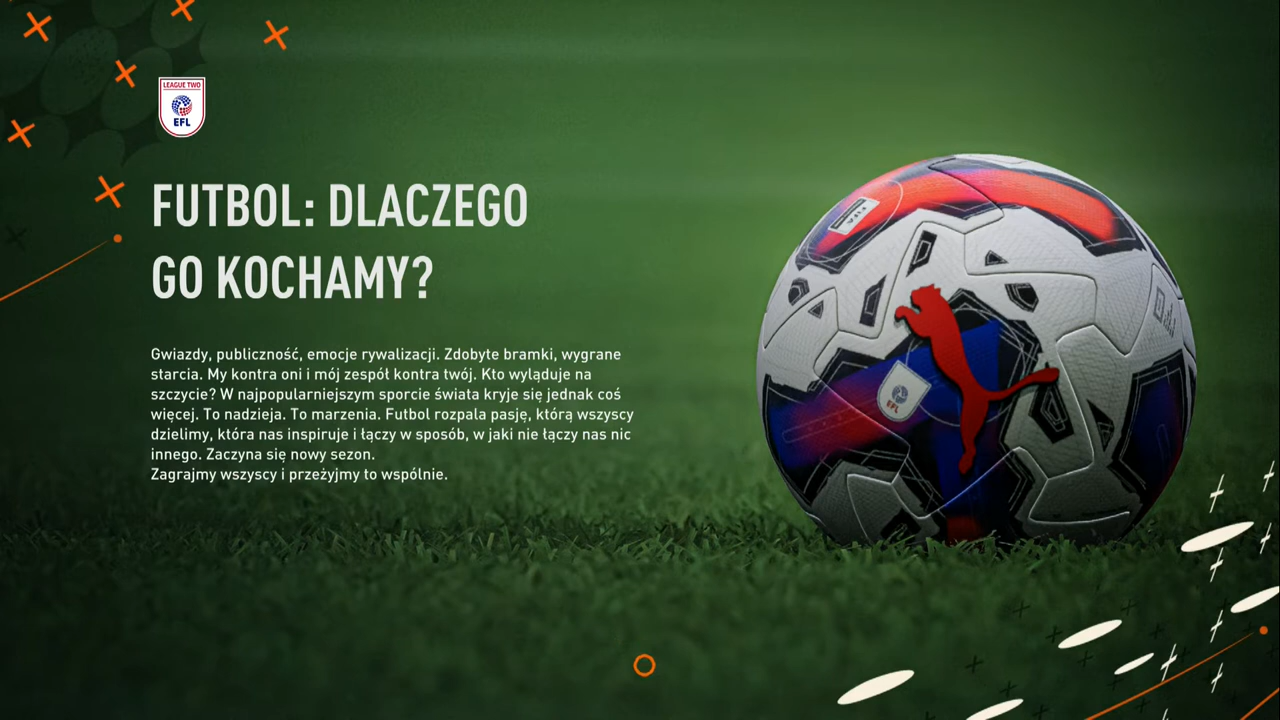 LEAGUE TWO
EFL
FUTBOL: DLACZEGO
GO KOCHAMY?
Gwiazdy, publiczność, emocje rywalizacji. Zdobyte bramki, wygrane
starcia. My kontra oni i mój zespół kontra twój. Kto wyląduje na
szczycie? W najpopularniejszym sporcie świata kryje się jednak coś
więcej. To nadzieja. To marzenia. Futbol rozpala pasję, którą wszyscy
dzielimy, która nas inspiruje i łączy w sposób, w jaki nie łączy nas nic
innego. Zaczyna się nowy sezon.
Zagrajmy wszyscy i przeżyjmy to wspólnie.
FIFA
EFL